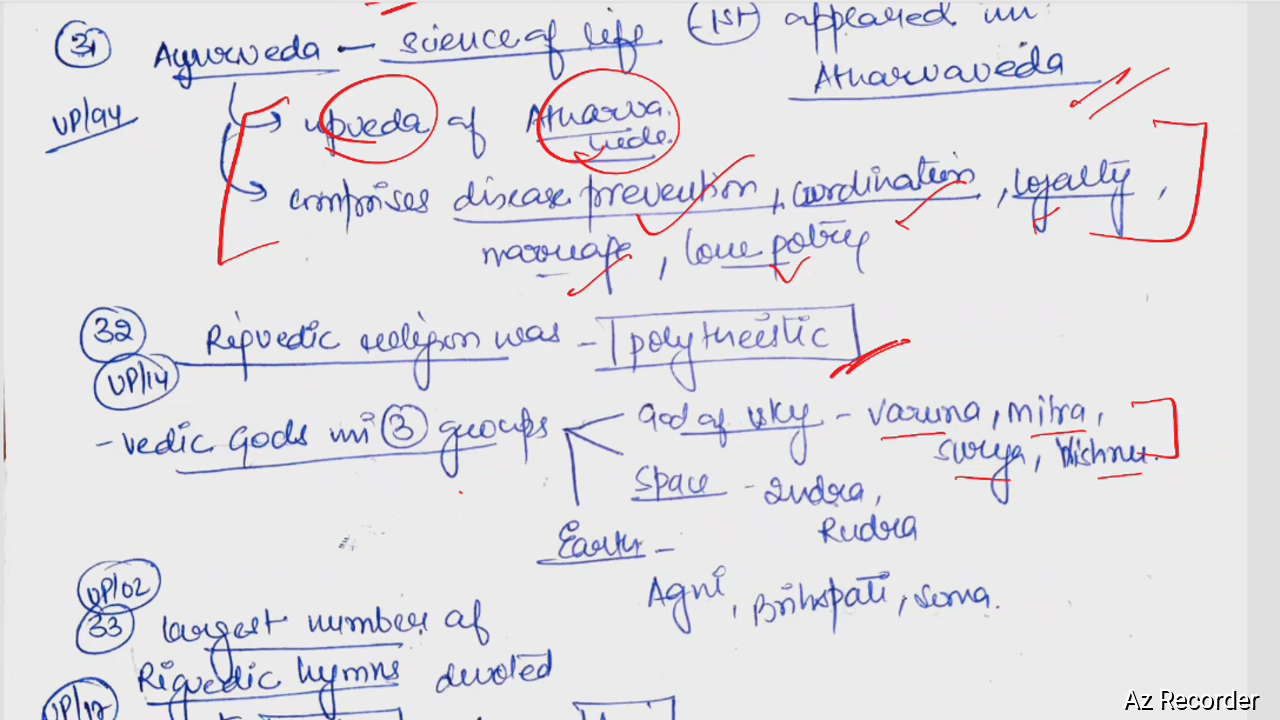 31 Ayurveda – science of life (1st) appeared in
Atharvaveda
UP/94
→ upveda of Atharva
veda.
→ comprises disease prevention, cordination, loyalty,
marriage, love potry
32 Rigvedic religion was – polytheistic
UP/14
- vedic Gods in 3 groups
God of sky – varuna, mitra,
surya, Vishnu.
Space – Indra,
Rudra
Earth –
Agni, Brihspati, soma.
UP/02
33 largest number of
Rigvedic hymns devoted
UP/17
Az Recorder